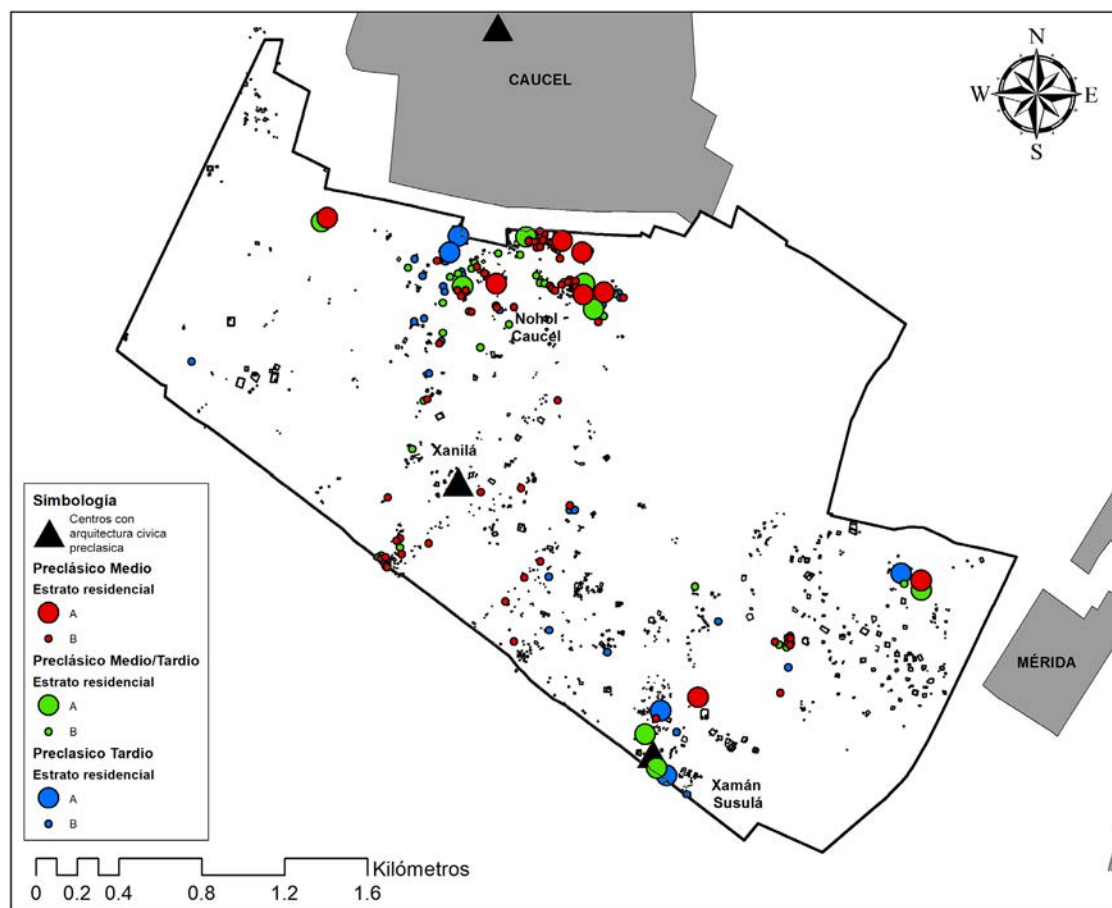 CAUCEL
N
W
E
S
Nohol
Caucel
Xanilá
MÉRIDA
Xamán
Susulá
Simbología
Centros con
arquitectura civica
preclasica
Preclásico Medio
Estrato residencial
A
B
Preclásico Medio/Tardio
Estrato residencial
A
B
Preclasico Tardio
Estrato residencial
A
B
Kilómetros
0 0.2 0.4 0.8 1.2 1.6